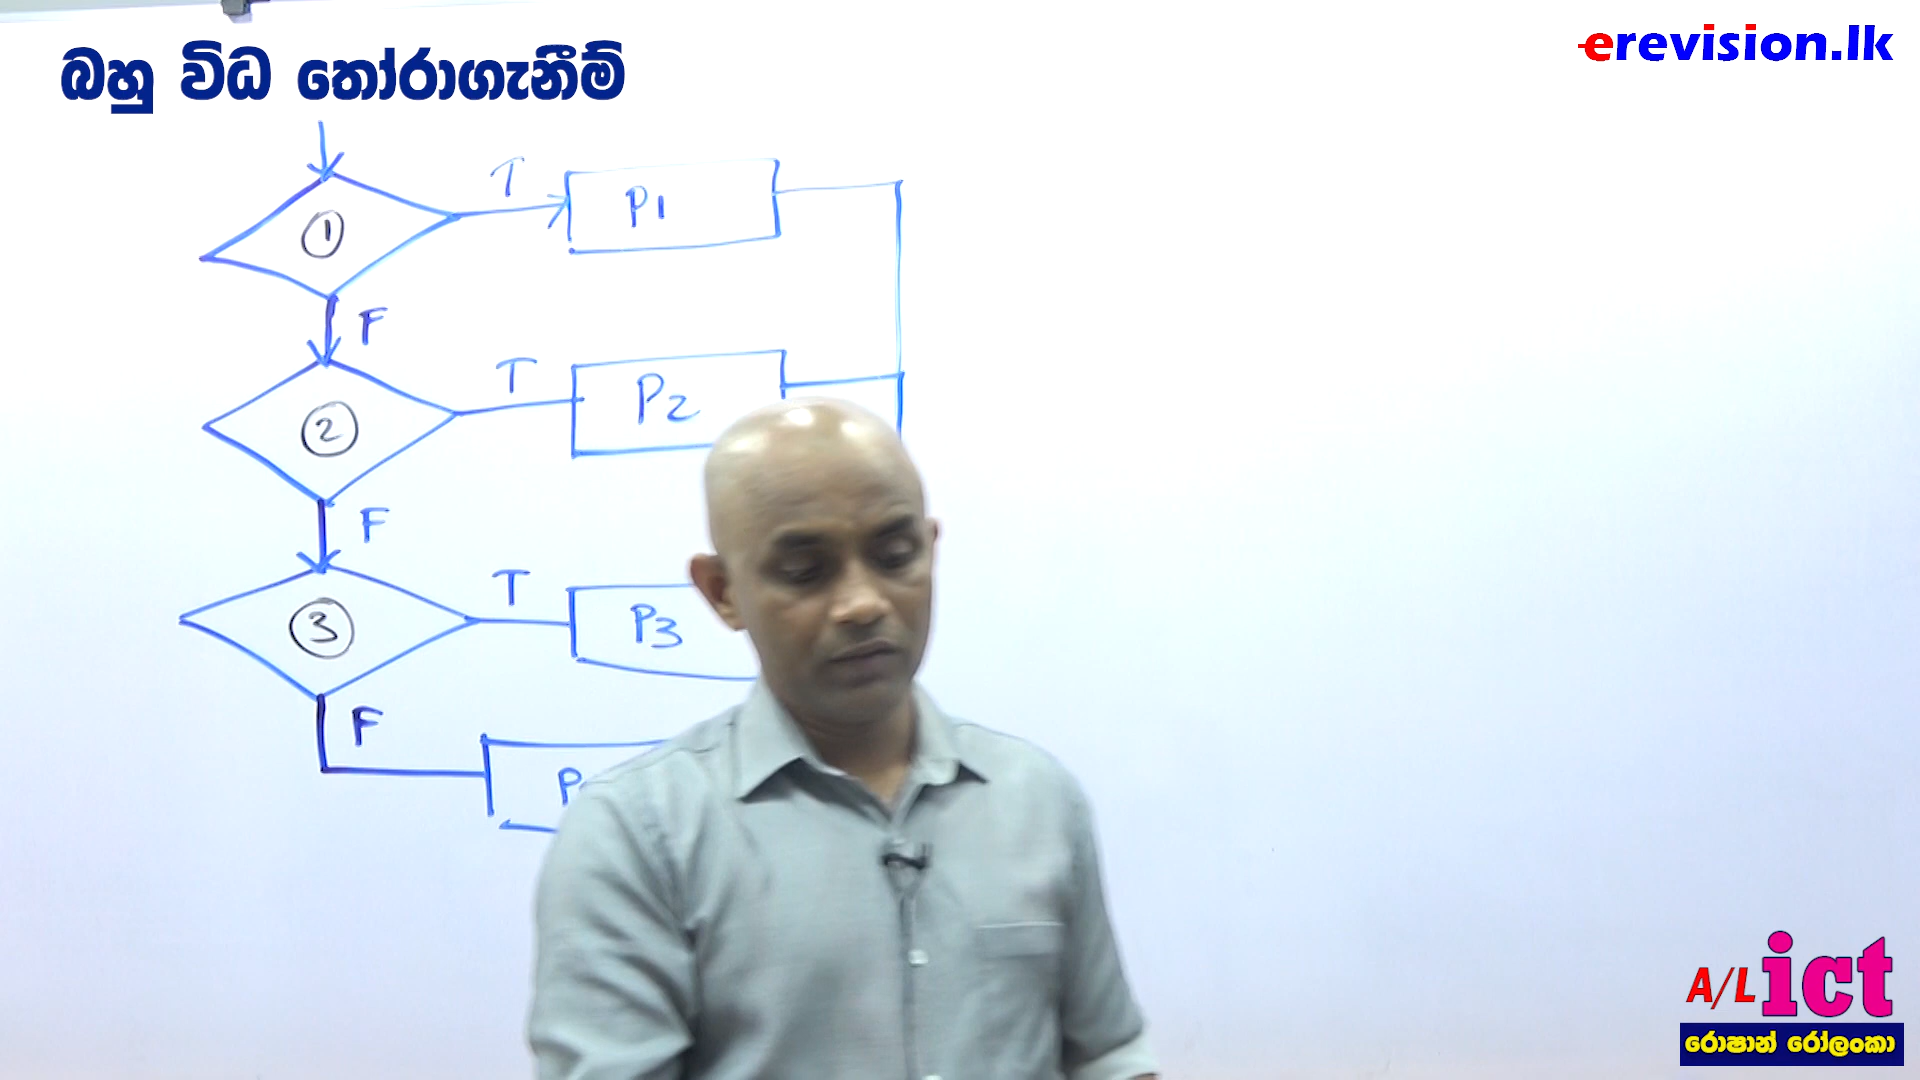 බහු විධ තෝරාගැනීම්
erevision.lk
T
P1
1
F
T
P2
2
F
T
P3
3
F
P
A/L ict
රොෂාන් රෝලංකා